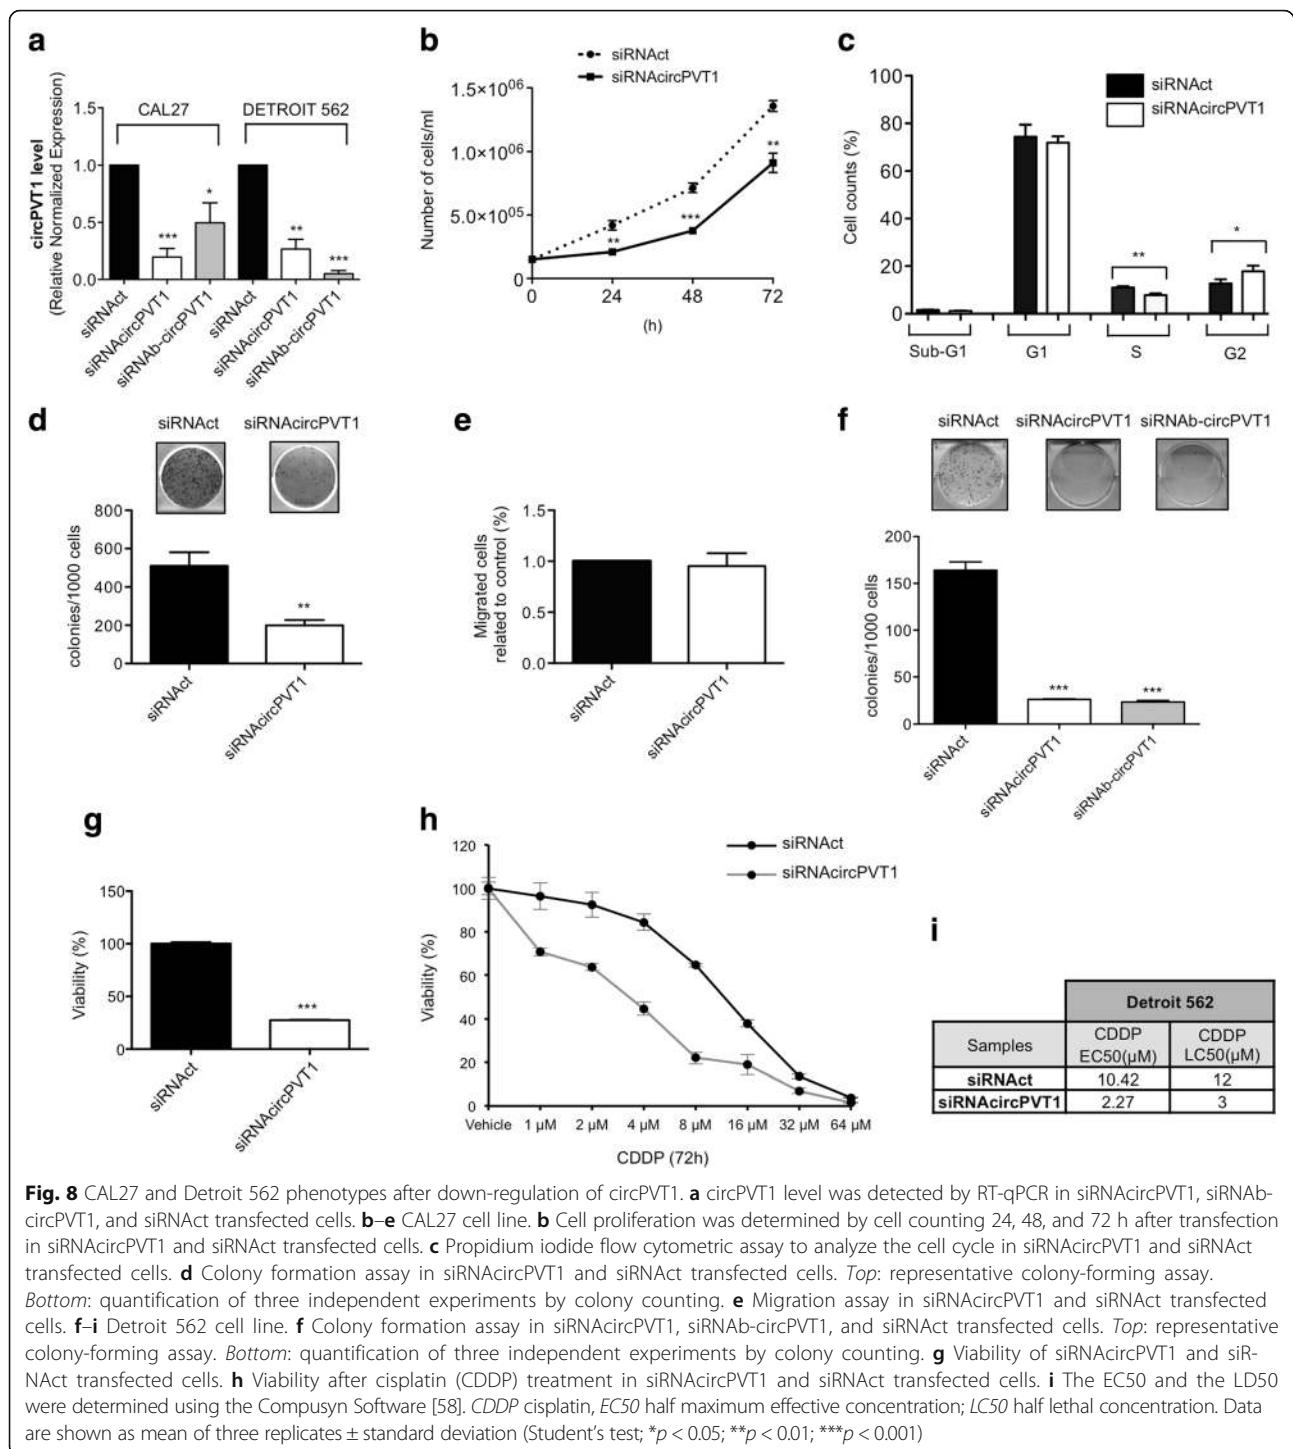 a
circPVT1 level
(Relative Normalized Expression)
1.5
1.0
0.5
0.0
CAL27
DETROIT 562
***
*
**
***
siRNAct
siRNAcircPVT1
siRNAb-circPVT1
siRNAct
siRNAcircPVT1
siRNAb-circPVT1
b
siRNAct
siRNAcircPVT1
Number of cells/ml
1.5×10⁰⁶
1.0×10⁰⁶
5.0×10⁰⁵
0
**
***
**
0 24 48 72
(h)
c
siRNAct
siRNAcircPVT1
Cell counts (%)
100
80
60
40
20
0
**
*
Sub-G1 G1 S G2
d
siRNAct siRNAcircPVT1
colonies/1000 cells
800
600
400
200
0
**
siRNAct
siRNAcircPVT1
e
Migrated cells
related to control (%)
1.5
1.0
0.5
0.0
siRNAct
siRNAcircPVT1
f
siRNAct siRNAcircPVT1 siRNAb-circPVT1
colonies/1000 cells
200
150
100
50
0
***
***
siRNAct
siRNAcircPVT1
siRNAb-circPVT1
g
Viability (%)
150
100
50
0
***
siRNAct
siRNAcircPVT1
h
siRNAct
siRNAcircPVT1
Viability (%)
120
100
80
60
40
20
0
Vehicle 1 µM 2 µM 4 µM 8 µM 16 µM 32 µM 64 µM
CDDP (72h)
i
Detroit 562
Samples CDDP EC50(µM) CDDP LC50(µM)
siRNAct 10.42 12
siRNAcircPVT1 2.27 3
Fig. 8 CAL27 and Detroit 562 phenotypes after down-regulation of circPVT1. a circPVT1 level was detected by RT-qPCR in siRNAcircPVT1, siRNAb-
circPVT1, and siRNAct transfected cells. b–e CAL27 cell line. b Cell proliferation was determined by cell counting 24, 48, and 72 h after transfection
in siRNAcircPVT1 and siRNAct transfected cells. c Propidium iodide flow cytometric assay to analyze the cell cycle in siRNAcircPVT1 and siRNAct
transfected cells. d Colony formation assay in siRNAcircPVT1 and siRNAct transfected cells. Top: representative colony-forming assay.
Bottom: quantification of three independent experiments by colony counting. e Migration assay in siRNAcircPVT1 and siRNAct transfected
cells. f–i Detroit 562 cell line. f Colony formation assay in siRNAcircPVT1, siRNAb-circPVT1, and siRNAct transfected cells. Top: representative
colony-forming assay. Bottom: quantification of three independent experiments by colony counting. g Viability of siRNAcircPVT1 and siR-
NAct transfected cells. h Viability after cisplatin (CDDP) treatment in siRNAcircPVT1 and siRNAct transfected cells. i The EC50 and the LD50
were determined using the Compusyn Software [58]. CDDP cisplatin, EC50 half maximum effective concentration; LC50 half lethal concentration. Data
are shown as mean of three replicates ± standard deviation (Student's test; *p < 0.05; **p < 0.01; ***p < 0.001)